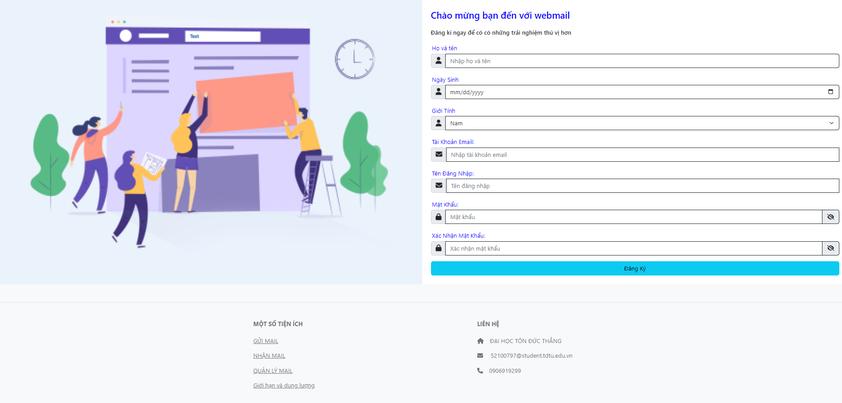 Text
Chào mừng bạn đến với webmail
Đăng kí ngay để có có những trải nghiệm thú vị hơn
Họ và tên
Nhập họ và tên
Ngày Sinh
mm/dd/yyyy
Giới Tính
Nam
Tài Khoản Email:
Nhập tài khoản email
Tên Đăng Nhập:
Tên đăng nhập
Mật Khẩu:
Mật khẩu
Xác Nhận Mật Khẩu:
Xác nhận mật khẩu
Đăng Ký
MỘT SỐ TIỆN ÍCH
GỬI MAIL
NHẬN MAIL
QUẢN LÝ MAIL
Giới hạn và dung lượng
LIÊN HỆ
ĐẠI HỌC TÔN ĐỨC THẮNG
52100797@student.tdtu.edu.vn
0906919299